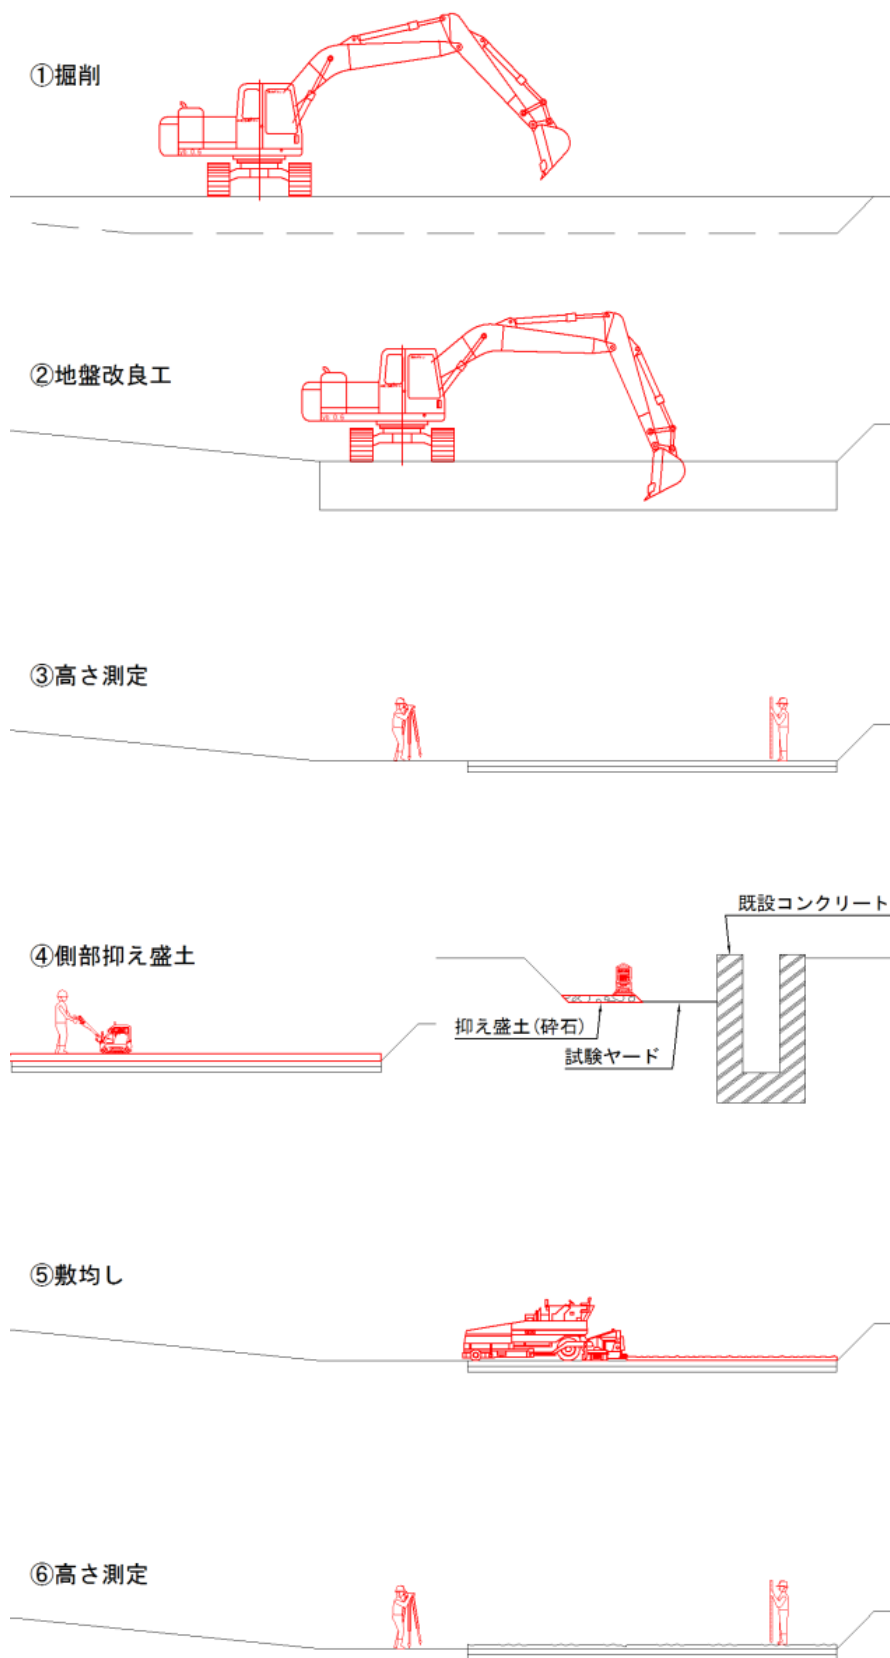 ①掘削
②地盤改良工
③高さ測定
既設コンクリート
④側部抑え盛土
抑え盛土(砕石)
試験ヤード
⑤敷均し
⑥高さ測定